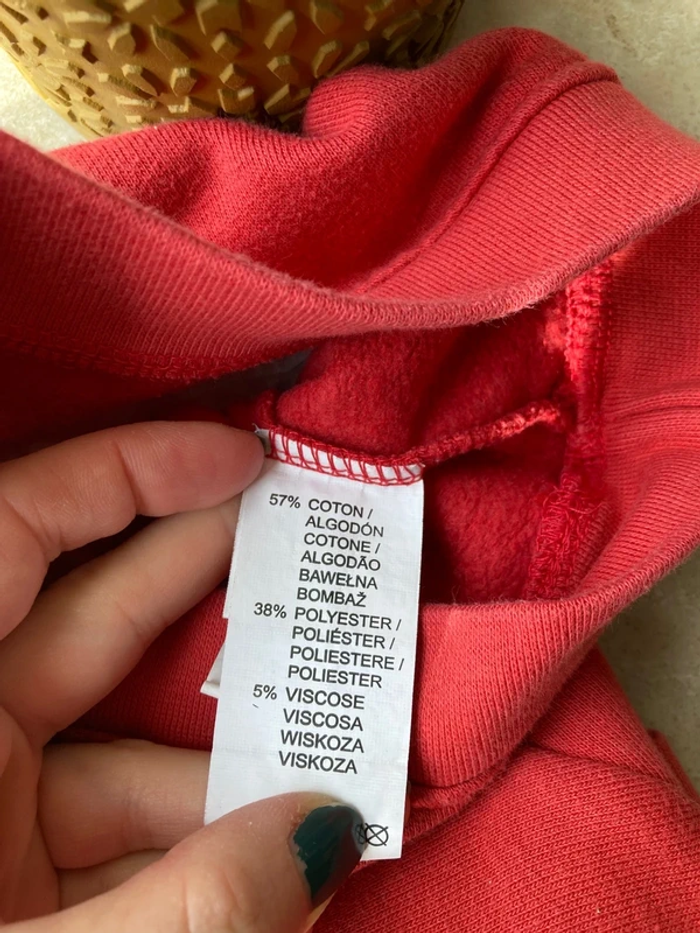 57% COTON /
ALGODÓN
COTONE /
ALGODÃO
BAWEŁNA
BOMBAŽ
38% POLYESTER /
POLIÉSTER /
POLIESTERE /
POLIESTER
5% VISCOSE
VISCOSA
WISKOZA
VISKOZA